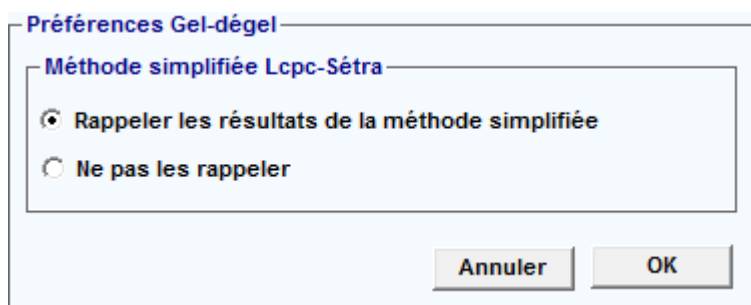 Préférences Gel-dégel
Méthode simplifiée Lcpc-Sétra
Rappeler les résultats de la méthode simplifiée
Ne pas les rappeler
Annuler OK